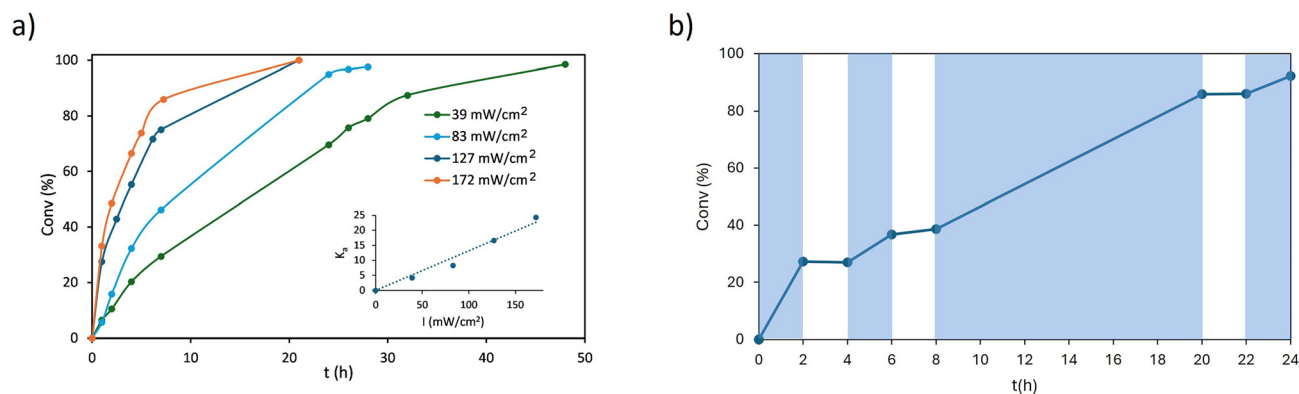 a)
100
80
60
40
20
0
Conv (%)
0 10 20 30 40 50
t (h)
39 mW/cm²
83 mW/cm²
127 mW/cm²
172 mW/cm²
25
20
15
10
5
0
Kₐ
0 50 100 150
I (mW/cm²)
b)
100
80
60
40
20
0
Conv (%)
0 2 4 6 8 10 12 14 16 18 20 22 24
t(h)